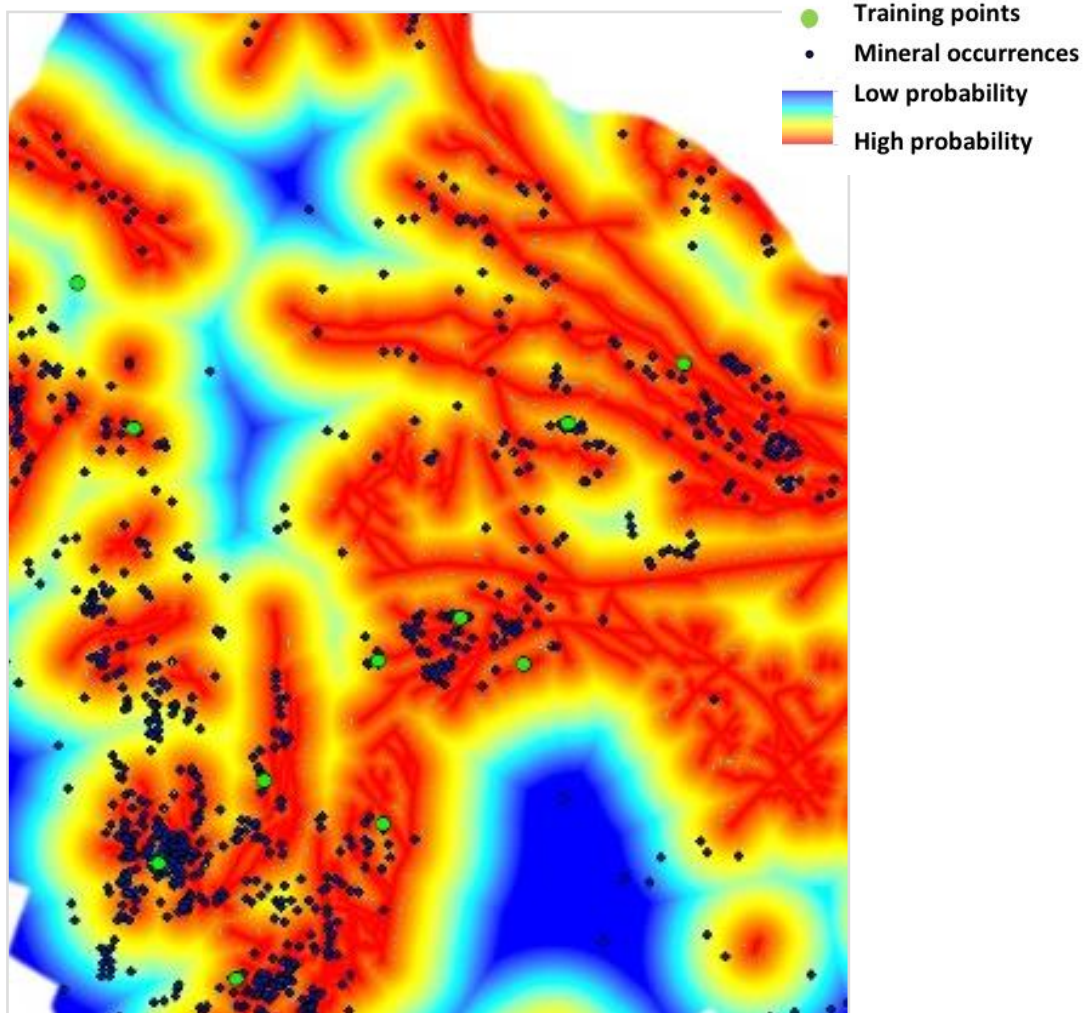 Training points
Mineral occurrences
Low probability
High probability